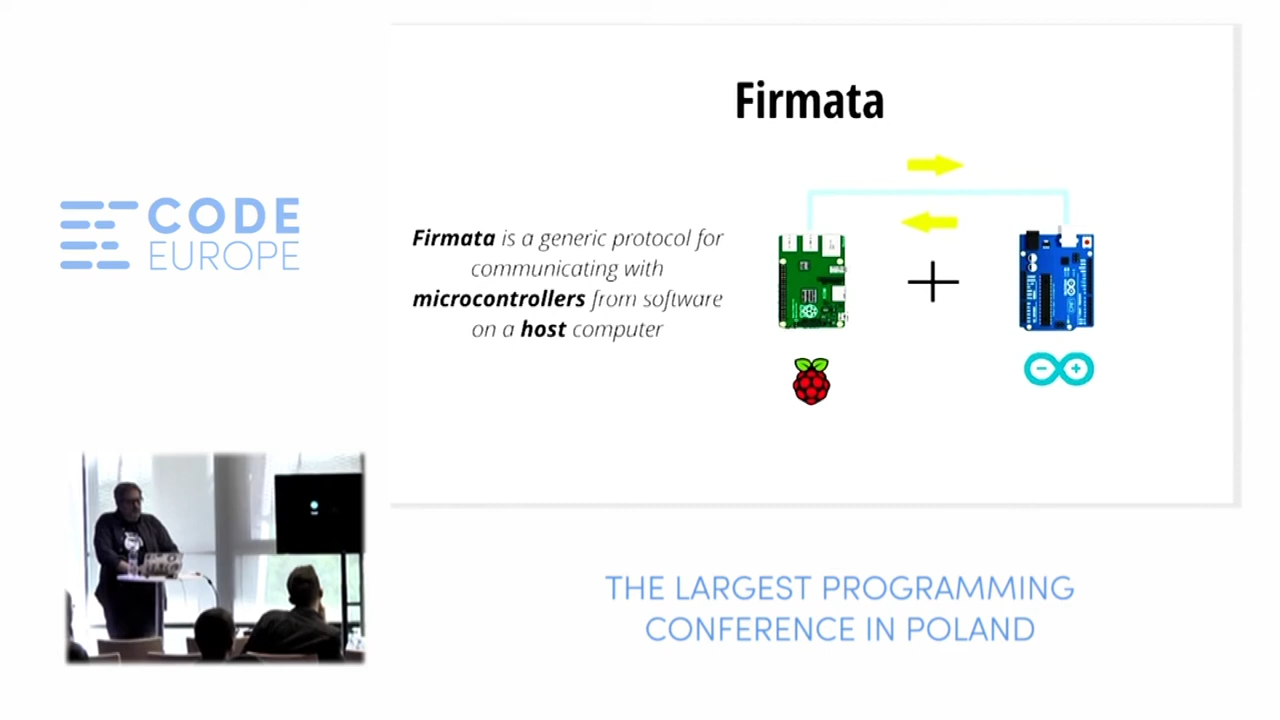 Firmata
CODE
EUROPE
Firmata is a generic protocol for
communicating with
microcontrollers from software
on a host computer
THE LARGEST PROGRAMMING
CONFERENCE IN POLAND